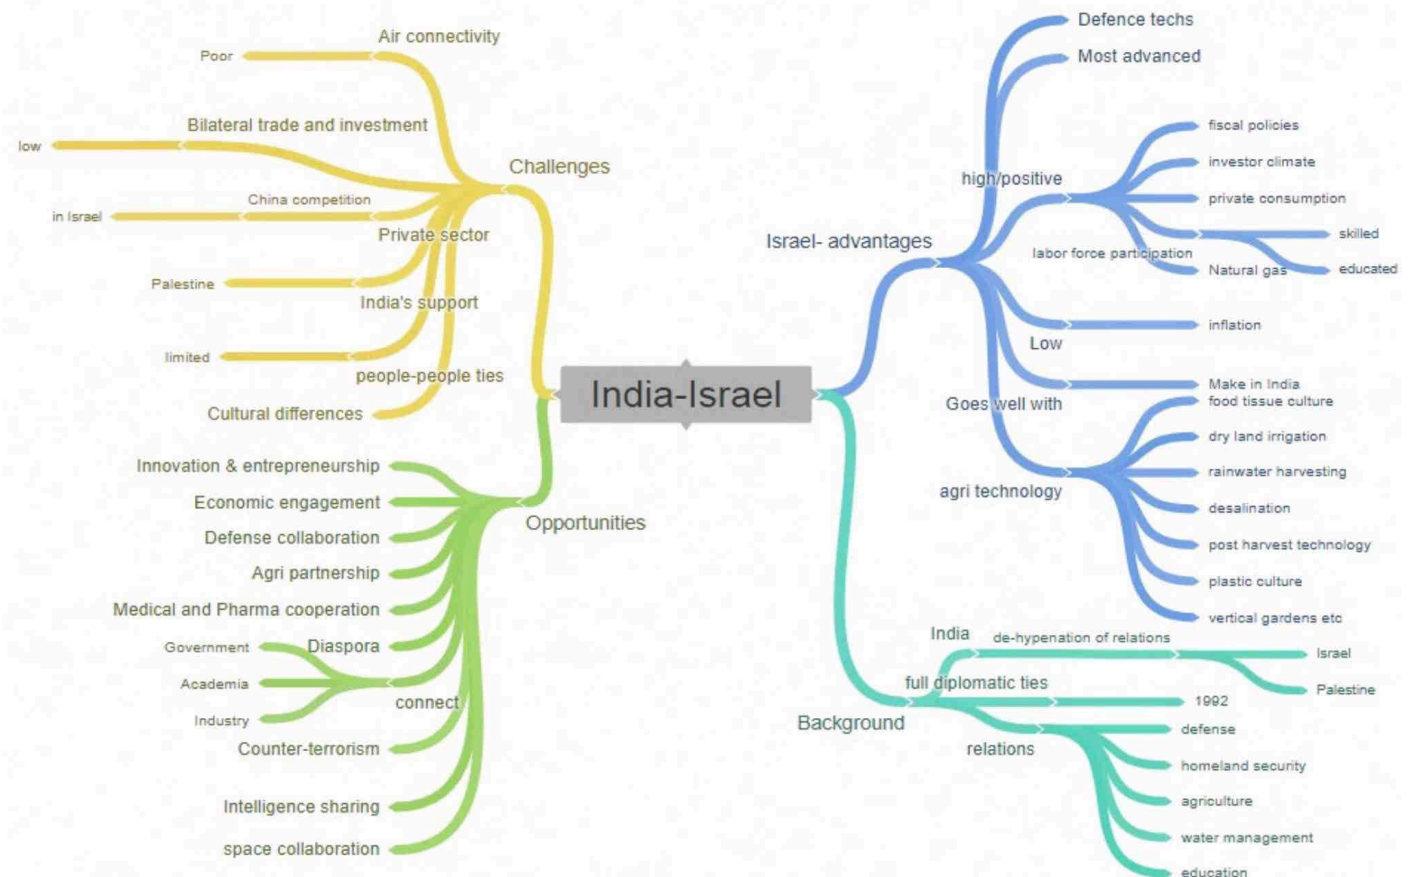 India-Israel
Challenges
Air connectivity
Poor
Bilateral trade and investment
low
China competition
in Israel
Private sector
Palestine
India's support
limited
people-people ties
Cultural differences
Opportunities
Innovation & entrepreneurship
Economic engagement
Defense collaboration
Agri partnership
Medical and Pharma cooperation
Diaspora
connect
Government
Academia
Industry
Counter-terrorism
Intelligence sharing
space collaboration
Israel- advantages
Defence techs
Most advanced
high/positive
fiscal policies
investor climate
private consumption
labor force participation
skilled
educated
Natural gas
Low
inflation
Goes well with
Make in India
agri technology
food tissue culture
dry land irrigation
rainwater harvesting
desalination
post harvest technology
plastic culture
vertical gardens etc
Background
India
de-hypenation of relations
Israel
Palestine
full diplomatic ties
1992
relations
defense
homeland security
agriculture
water management
education